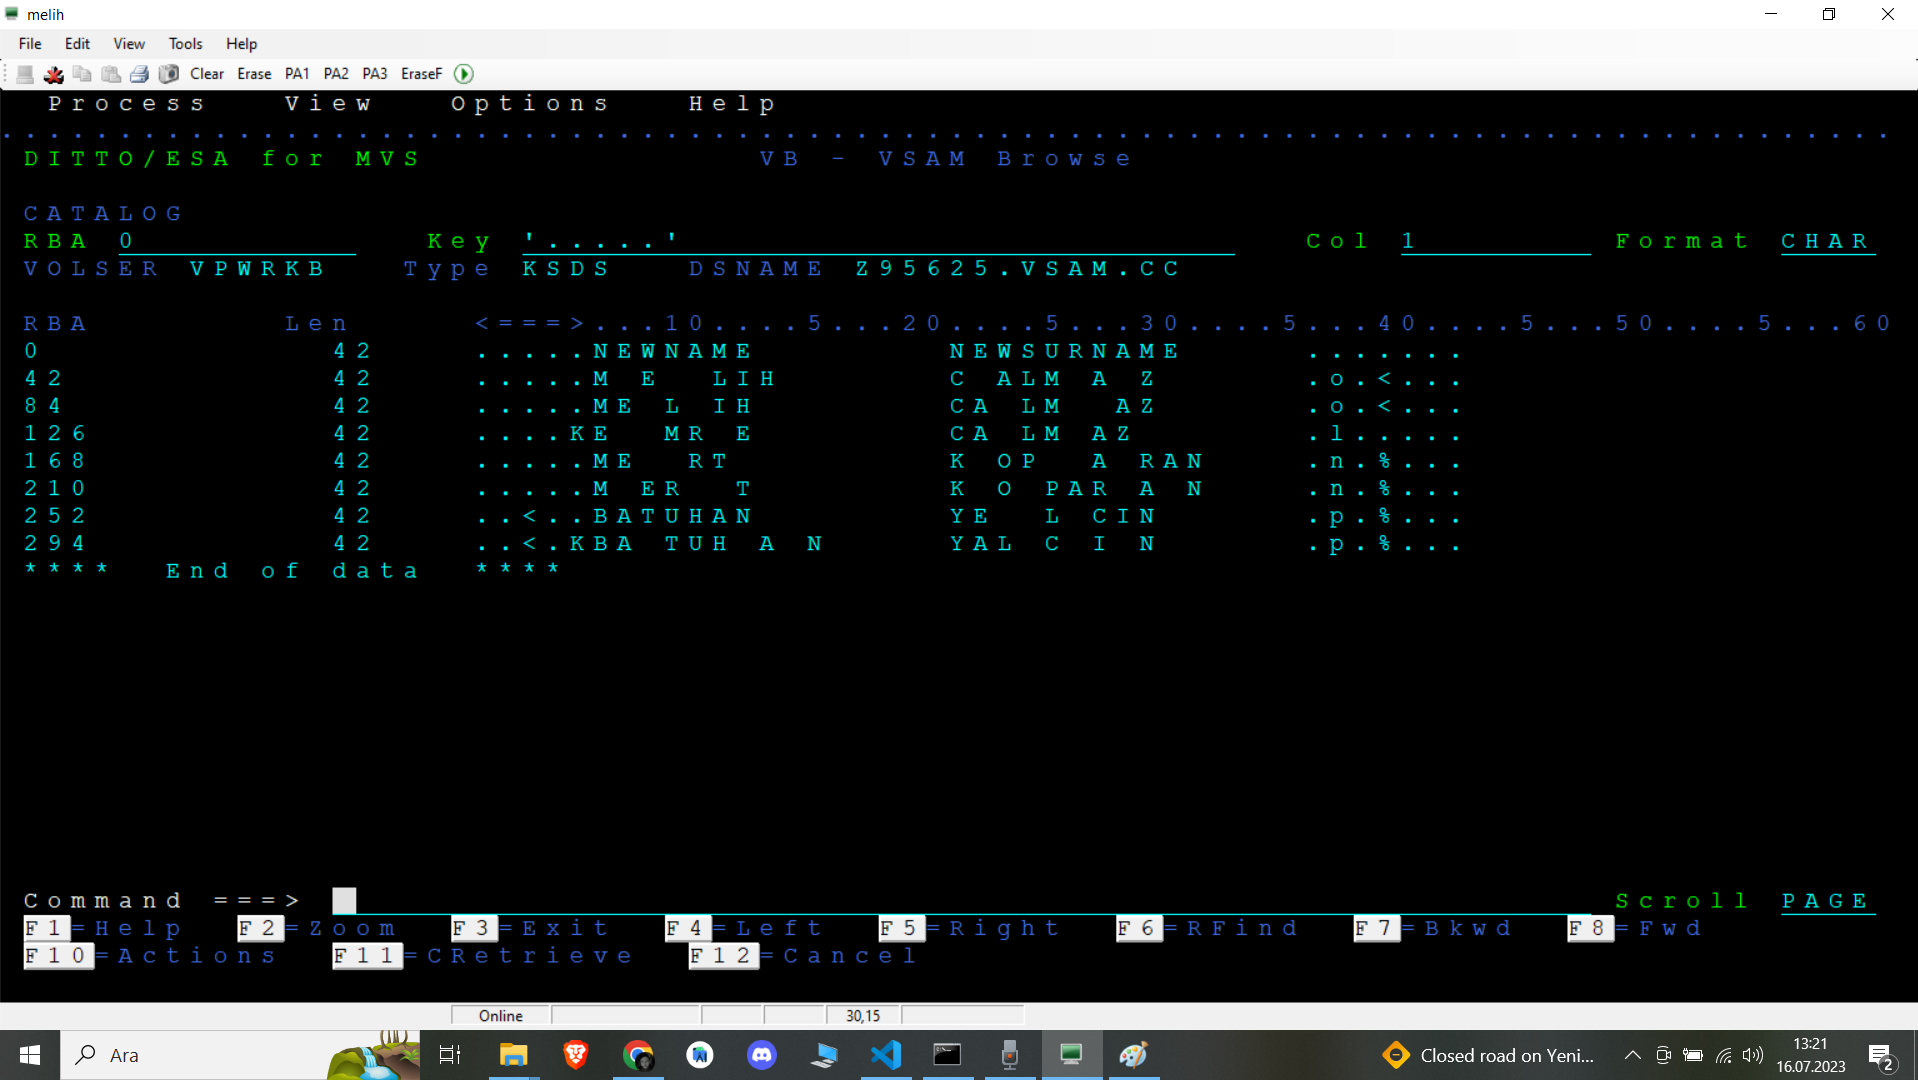 melih
File Edit View Tools Help
Clear Erase PA1 PA2 PA3 EraseF
Process View Options Help
DITTO/ESA for MVS VB - VSAM Browse
CATALOG
RBA 0 Key '.....' Col 1 Format CHAR
VOLSER VPWRKB Type KSDS DSNAME Z95625.VSAM.CC
RBA Len <===>...10....5...20....5...30....5...40....5...50....5...60
0 42 .....NEWNAME NEWSURNAME .......
42 42 .....M E  LIH C ALM A Z .o.<...
84 42 .....ME L IH CA LM  AZ .o.<...
126 42 ....KE  MR E CA LM AZ .l.....
168 42 .....ME  RT K OP  A RAN .n.%...
210 42 .....M ER  T K O PAR A N .n.%...
252 42 ..<..BATUHAN YE  L CIN .p.%...
294 42 ..<.KBA TUH A N YAL C I N .p.%...
**** End of data ****
Command ===> Scroll PAGE
F1=Help F2=Zoom F3=Exit F4=Left F5=Right F6=RFind F7=Bkwd F8=Fwd
F10=Actions F11=CRetrieve F12=Cancel
Online 30,15
Ara Closed road on Yeni... 13:21
16.07.2023 2